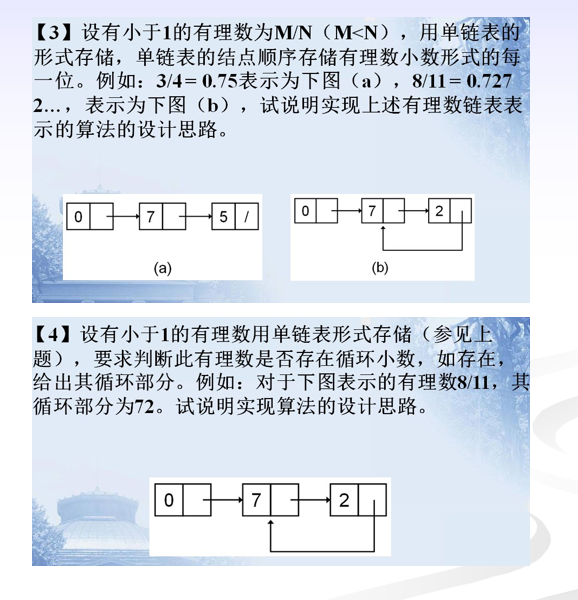 【3】设有小于1的有理数为M/N（M<N），用单链表的
形式存储，单链表的结点顺序存储有理数小数形式的每
一位。例如：3/4= 0.75表示为下图（a），8/11= 0.727
2...，表示为下图（b），试说明实现上述有理数链表表
示的算法的设计思路。
0 7 5 /
0 7 2
(a)
(b)
【4】设有小于1的有理数用单链表形式存储（参见上
题），要求判断此有理数是否存在循环小数，如存在，
给出其循环部分。例如：对于下图表示的有理数8/11，其
循环部分为72。试说明实现算法的设计思路。
0 7 2